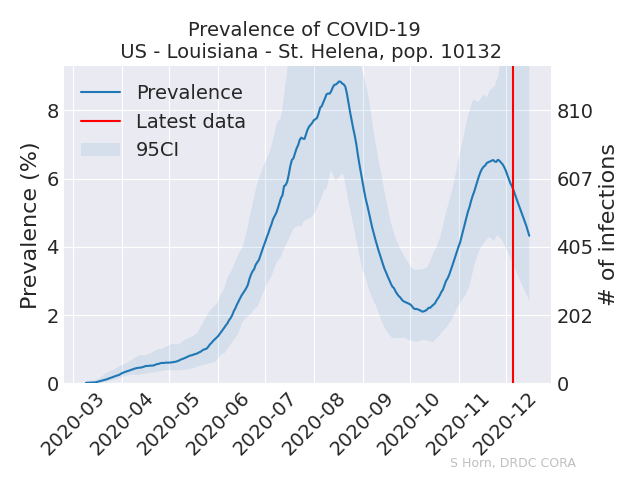 Prevalence of COVID-19
US - Louisiana - St. Helena, pop. 10132
Prevalence
Latest data
95CI
Prevalence (%)
8
6
4
2
0
810
607
405
202
0
# of infections
2020-03
2020-04
2020-05
2020-06
2020-07
2020-08
2020-09
2020-10
2020-11
2020-12
S Horn, DRDC CORA